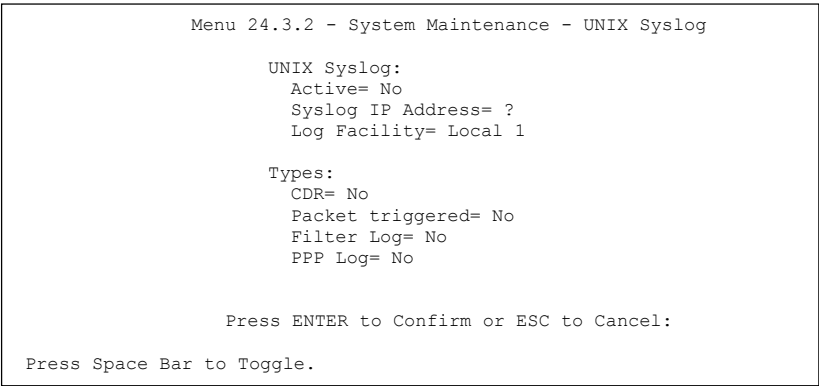 Menu 24.3.2 - System Maintenance - UNIX Syslog
UNIX Syslog:
Active= No
Syslog IP Address= ?
Log Facility= Local 1
Types:
CDR= No
Packet triggered= No
Filter Log= No
PPP Log= No
Press ENTER to Confirm or ESC to Cancel:
Press Space Bar to Toggle.